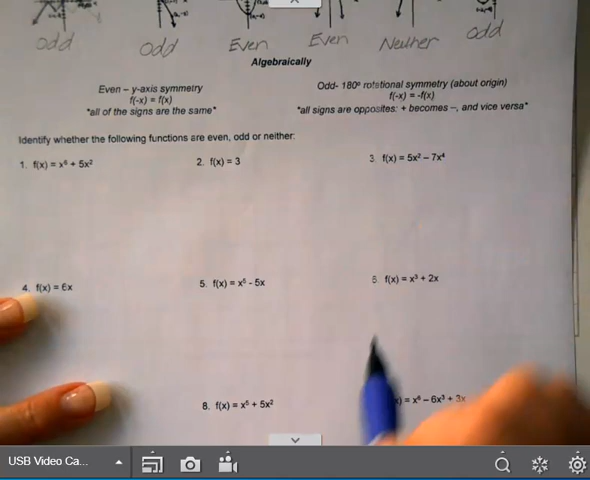 odd
odd
Even
Even
Neither
odd
Algebraically
Even – y-axis symmetry
f(-x) = f(x)
*all of the signs are the same*
Odd- 180º rotational symmetry (about origin)
f(-x) = -f(x)
*all signs are opposites: + becomes –, and vice versa*
Identify whether the following functions are even, odd or neither:
1. f(x) = x⁶ + 5x²
2. f(x) = 3
3. f(x) = 5x² – 7x⁴
4. f(x) = 6x
5. f(x) = x⁵ - 5x
6. f(x) = x³ + 2x
8. f(x) = x⁵ + 5x²
x) = x⁶ – 6x³ + 3x
USB Video Ca...